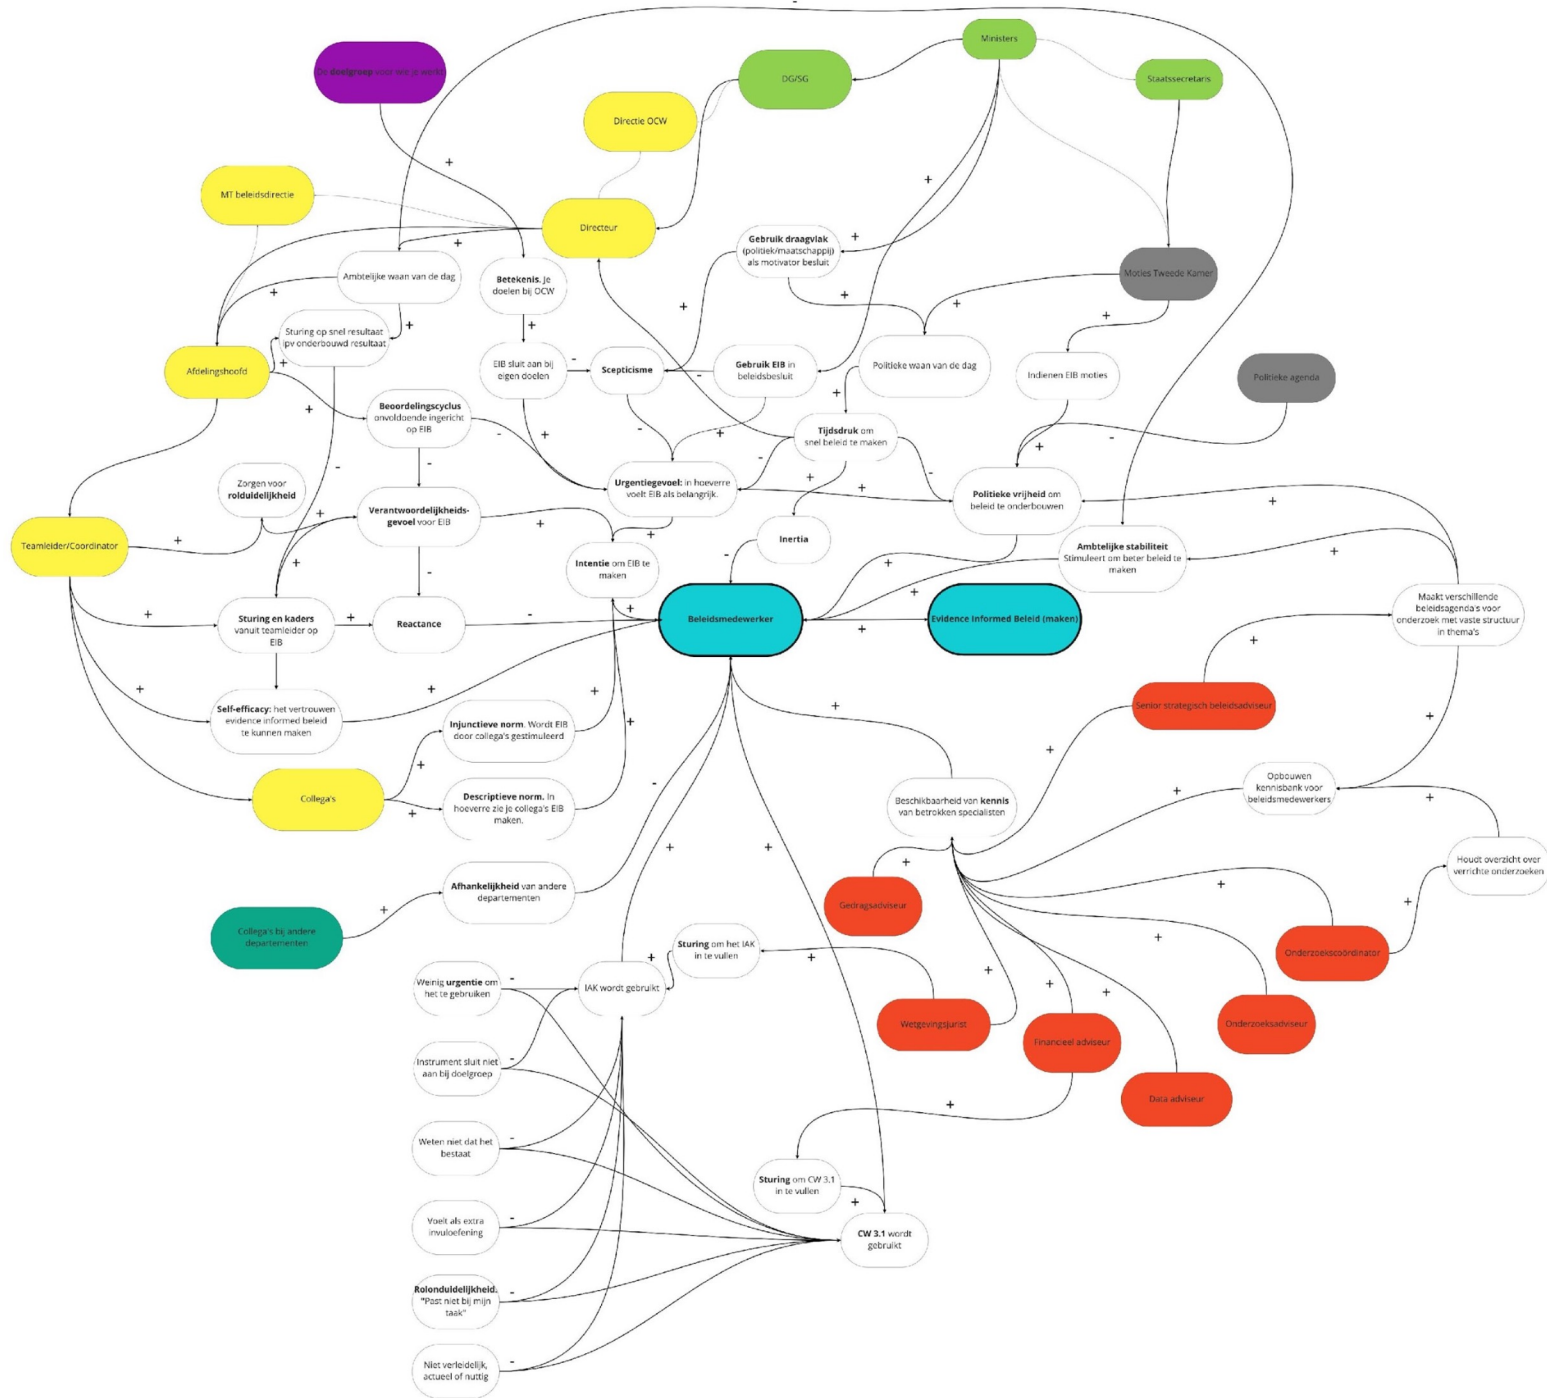 Ministers
De doelgroep voor wie je werkt
DG/SG
Staatssecretaris
Directie OCW
MT beleidsdirectie
Directeur
Gebruik draagvlak
(politiek/maatschappij)
als motivator besluit
Moties Tweede Kamer
Ambtelijke waan van de dag
Betekenis. Je
doelen bij OCW
Sturing op snel resultaat
ipv onderbouwd resultaat
Afdelingshoofd
EIB sluit aan bij
eigen doelen
Scepticisme
Gebruik EIB in
beleidsbesluit
Politieke waan van de dag
Indienen EIB moties
Politieke agenda
Beoordelingscyclus
onvoldoende ingericht
op EIB
Tijdsdruk om
snel beleid te maken
Zorgen voor
rolduidelijkheid
Urgentiegevoel: in hoeverre
voelt EIB als belangrijk.
Politieke vrijheid om
beleid te onderbouwen
Verantwoordelijkheids-
gevoel voor EIB
Teamleider/Coordinator
Inertia
Ambtelijke stabiliteit
Stimuleert om beter beleid te
maken
Intentie om EIB te
maken
Sturing en kaders
vanuit teamleider op
EIB
Reactance
Beleidsmedewerker
Evidence Informed Beleid (maken)
Maakt verschillende
beleidsagenda's voor
onderzoek met vaste structuur
in thema's
Self-efficacy: het vertrouwen
evidence informed beleid
te kunnen maken
Injunctieve norm. Wordt EIB
door collega's gestimuleerd
Senior strategisch beleidsadviseur
Collega's
Descriptieve norm. In
hoeverre zie je collega's EIB
maken.
Beschikbaarheid van kennis
van betrokken specialisten
Opbouwen
kennisbank voor
beleidsmedewerkers
Houdt overzicht over
verrichte onderzoeken
Afhankelijkheid van andere
departementen
Gedragsadviseur
Collega's bij andere
departementen
Sturing om het IAK
in te vullen
Onderzoekscoördinator
Weinig urgentie om
het te gebruiken
IAK wordt gebruikt
Wetgevingsjurist
Onderzoeksadviseur
Financieel adviseur
Instrument sluit niet
aan bij doelgroep
Data adviseur
Weten niet dat het
bestaat
Sturing om CW 3.1
in te vullen
Voelt als extra
invuloefening
CW 3.1 wordt
gebruikt
Rolonduidelijkheid.
"Past niet bij mijn
taak"
Niet verleidelijk,
actueel of nuttig